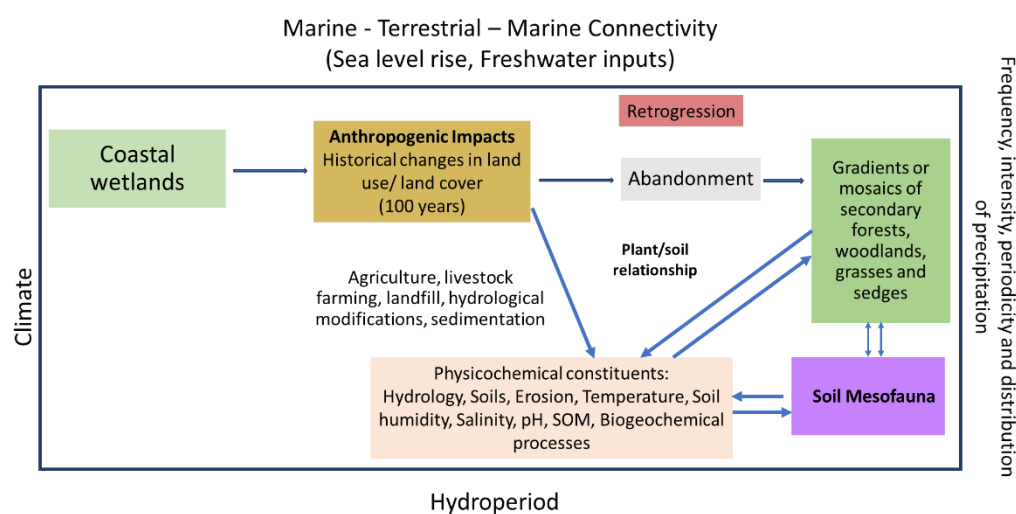 Marine - Terrestrial – Marine Connectivity
(Sea level rise, Freshwater inputs)
Retrogression
Coastal
wetlands
Anthropogenic Impacts
Historical changes in land
use/ land cover
(100 years)
Abandonment
Gradients or
mosaics of
secondary
forests,
woodlands,
grasses and
sedges
Plant/soil
relationship
Agriculture, livestock
farming, landfill, hydrological
modifications, sedimentation
Physicochemical constituents:
Hydrology, Soils, Erosion, Temperature, Soil
humidity, Salinity, pH, SOM, Biogeochemical
processes
Soil Mesofauna
Climate
Frequency, intensity, periodicity and distribution
of precipitation
Hydroperiod